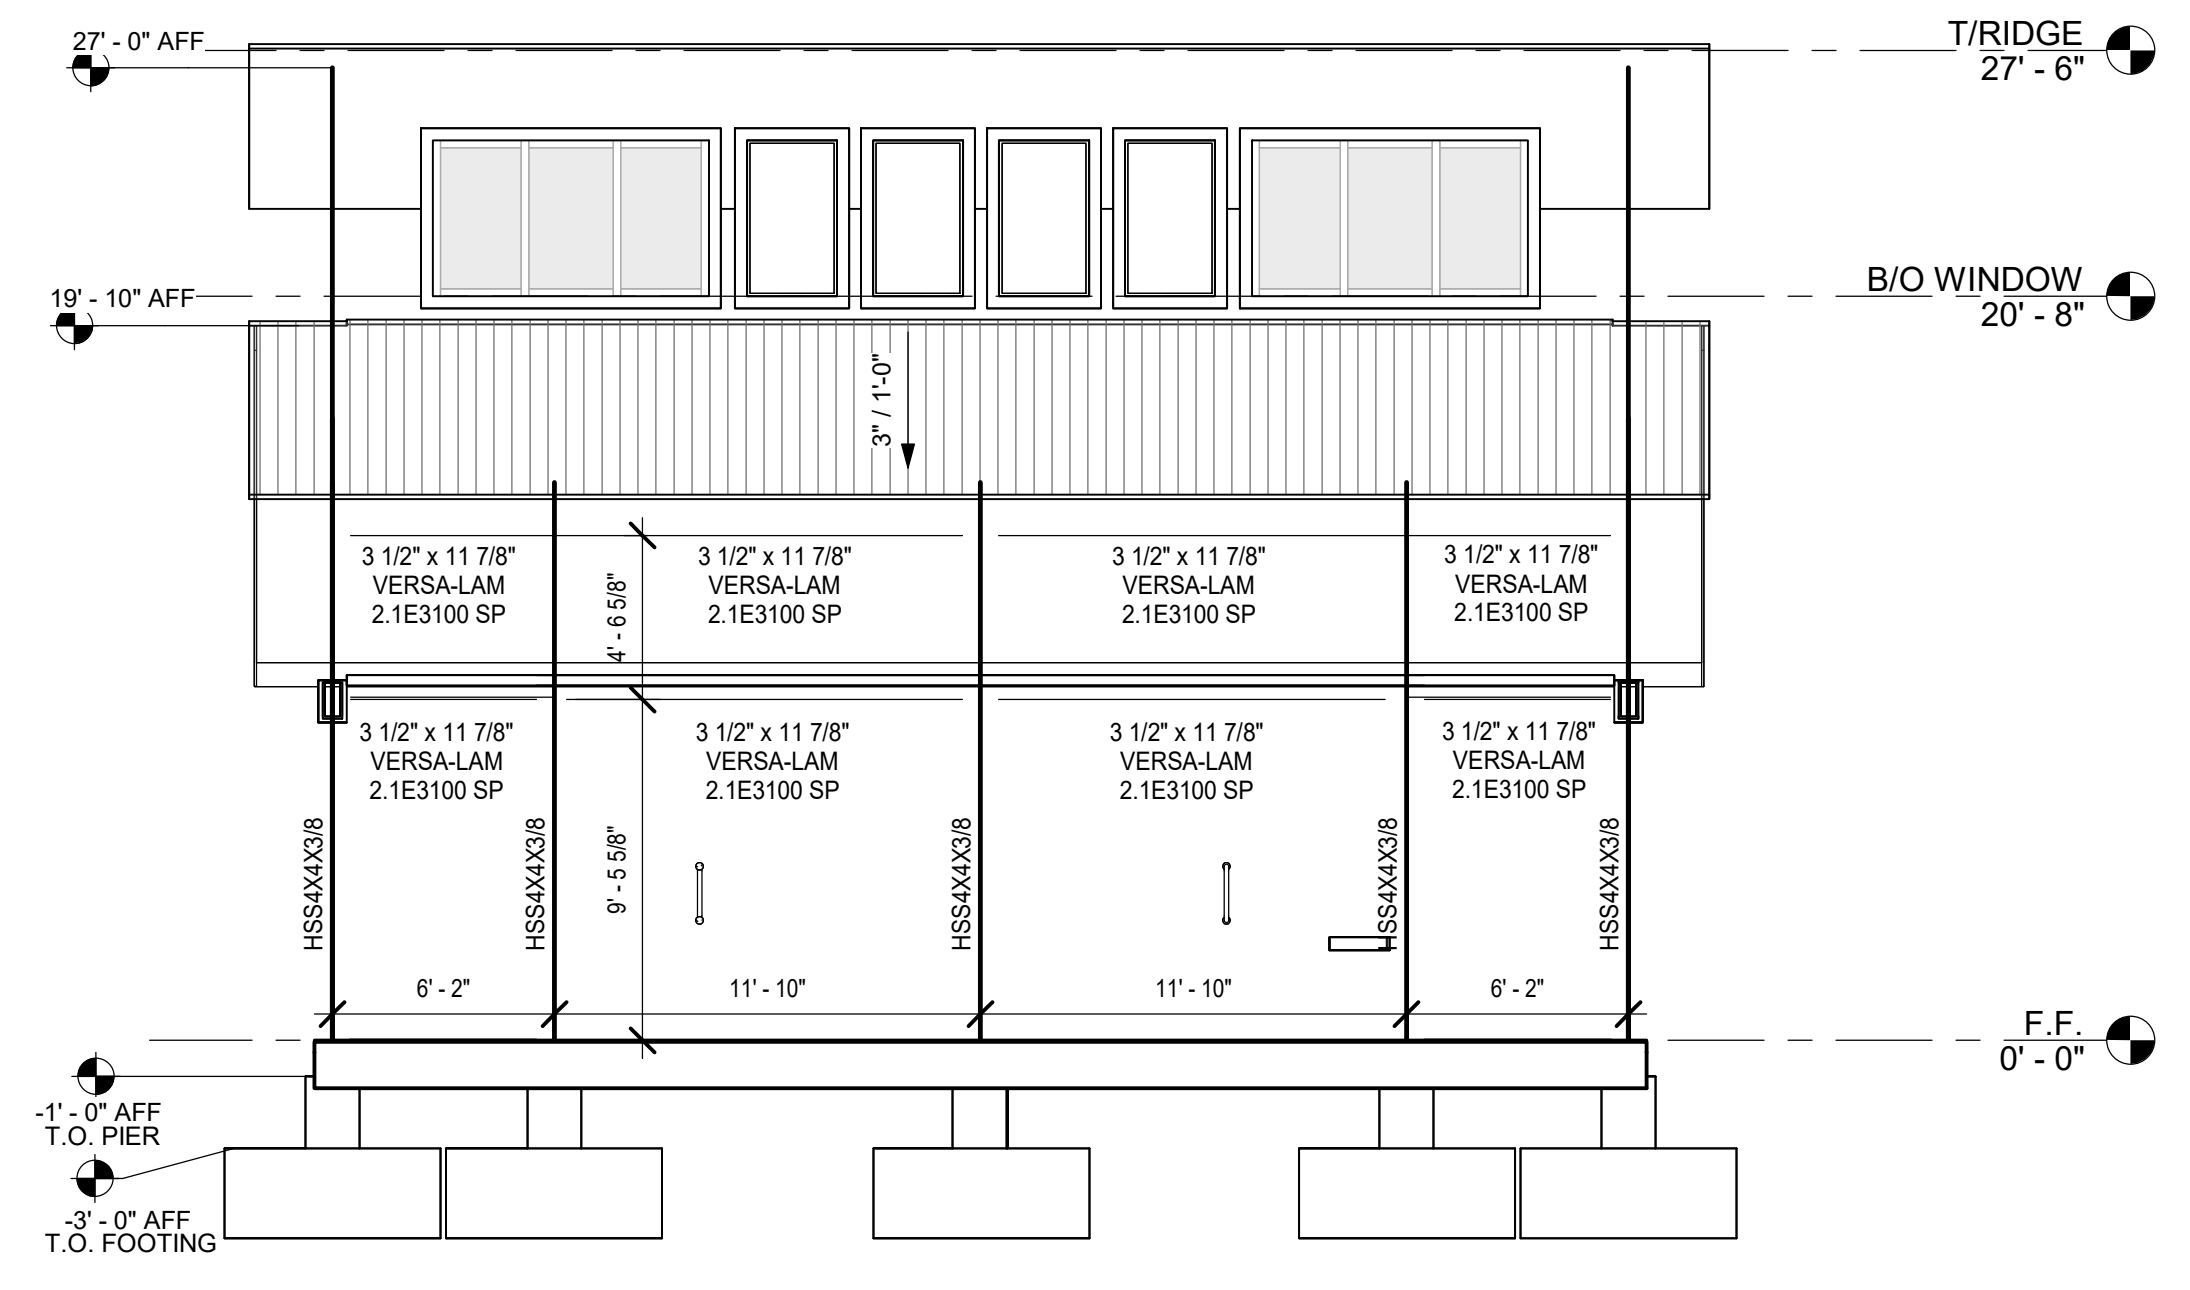 27' - 0" AFF
T/RIDGE
27' - 6"
19' - 10" AFF
B/O WINDOW
20' - 8"
3" / 1'-0"
3 1/2" x 11 7/8"
VERSA-LAM
2.1E3100 SP
3 1/2" x 11 7/8"
VERSA-LAM
2.1E3100 SP
3 1/2" x 11 7/8"
VERSA-LAM
2.1E3100 SP
3 1/2" x 11 7/8"
VERSA-LAM
2.1E3100 SP
4' - 6 5/8"
3 1/2" x 11 7/8"
VERSA-LAM
2.1E3100 SP
3 1/2" x 11 7/8"
VERSA-LAM
2.1E3100 SP
3 1/2" x 11 7/8"
VERSA-LAM
2.1E3100 SP
3 1/2" x 11 7/8"
VERSA-LAM
2.1E3100 SP
HSS4X4X3/8
HSS4X4X3/8
9' - 5 5/8"
HSS4X4X3/8
HSS4X4X3/8
HSS4X4X3/8
6' - 2"
11' - 10"
11' - 10"
6' - 2"
F.F.
0' - 0"
-1' - 0" AFF
T.O. PIER
-3' - 0" AFF
T.O. FOOTING